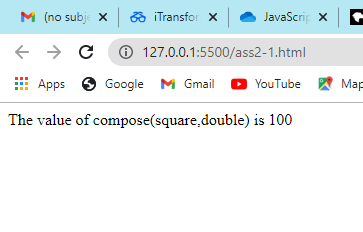 (no subje
iTransfor
JavaScrip
127.0.0.1:5500/ass2-1.html
Apps Google Gmail YouTube Map
The value of compose(square,double) is 100